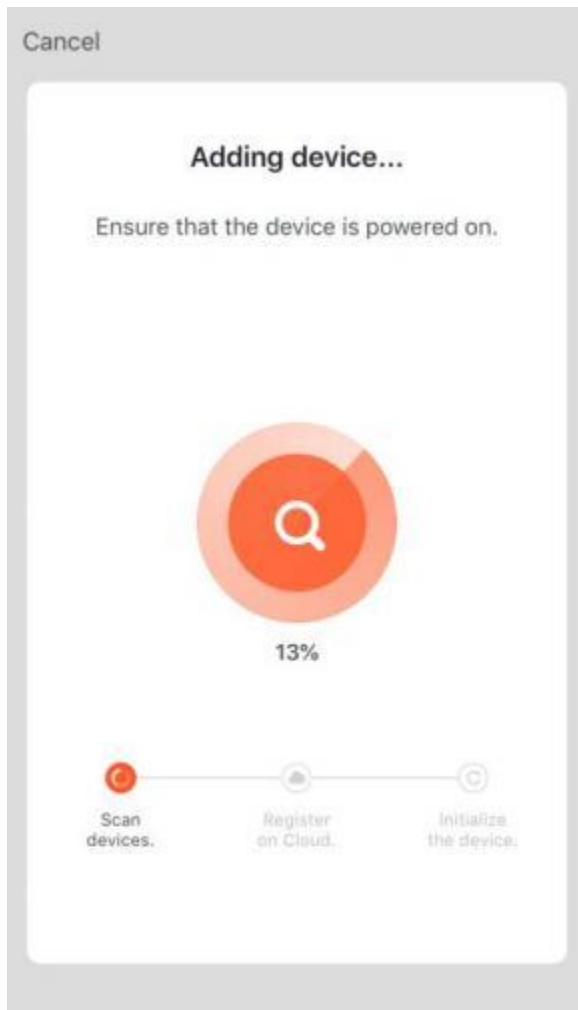 Cancel
Adding device...
Ensure that the device is powered on.
13%
Scan
devices.
Register
on Cloud.
Initialize
the device.